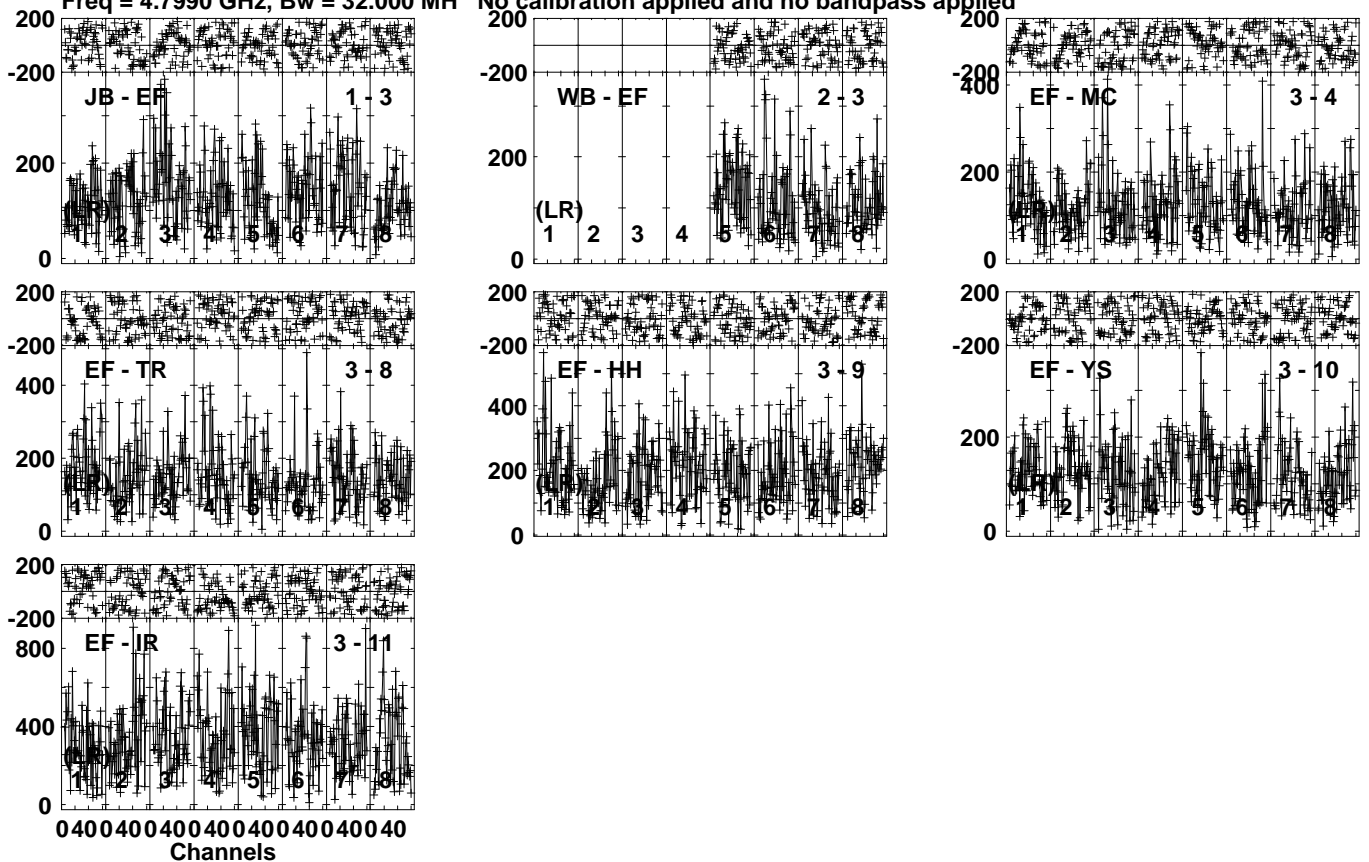 Freq = 4.7990 GHz, Bw = 32.000 MH No calibration applied and no bandpass applied
200
-200
JB - EF 1 - 3
200
(LR)
1 2 3 4 5 6 7 8
0
200
-200
WB - EF 2 - 3
200
(LR)
1 2 3 4 5 6 7 8
0
200
-200
400
EF - MC 3 - 4
200
(LR)
1 2 3 4 5 6 7 8
0
200
-200
EF - TR 3 - 8
400
200
(LR)
1 2 3 4 5 6 7 8
0
200
-200
EF - HH 3 - 9
400
200
(LR)
1 2 3 4 5 6 7 8
0
200
-200
EF - YS 3 - 10
200
(LR)
1 2 3 4 5 6 7 8
0
200
-200
EF - IR 3 - 11
800
400
(LR)
1 2 3 4 5 6 7 8
0
0 40 0 40 0 40 0 40 0 40 0 40 0 40 0 40
Channels